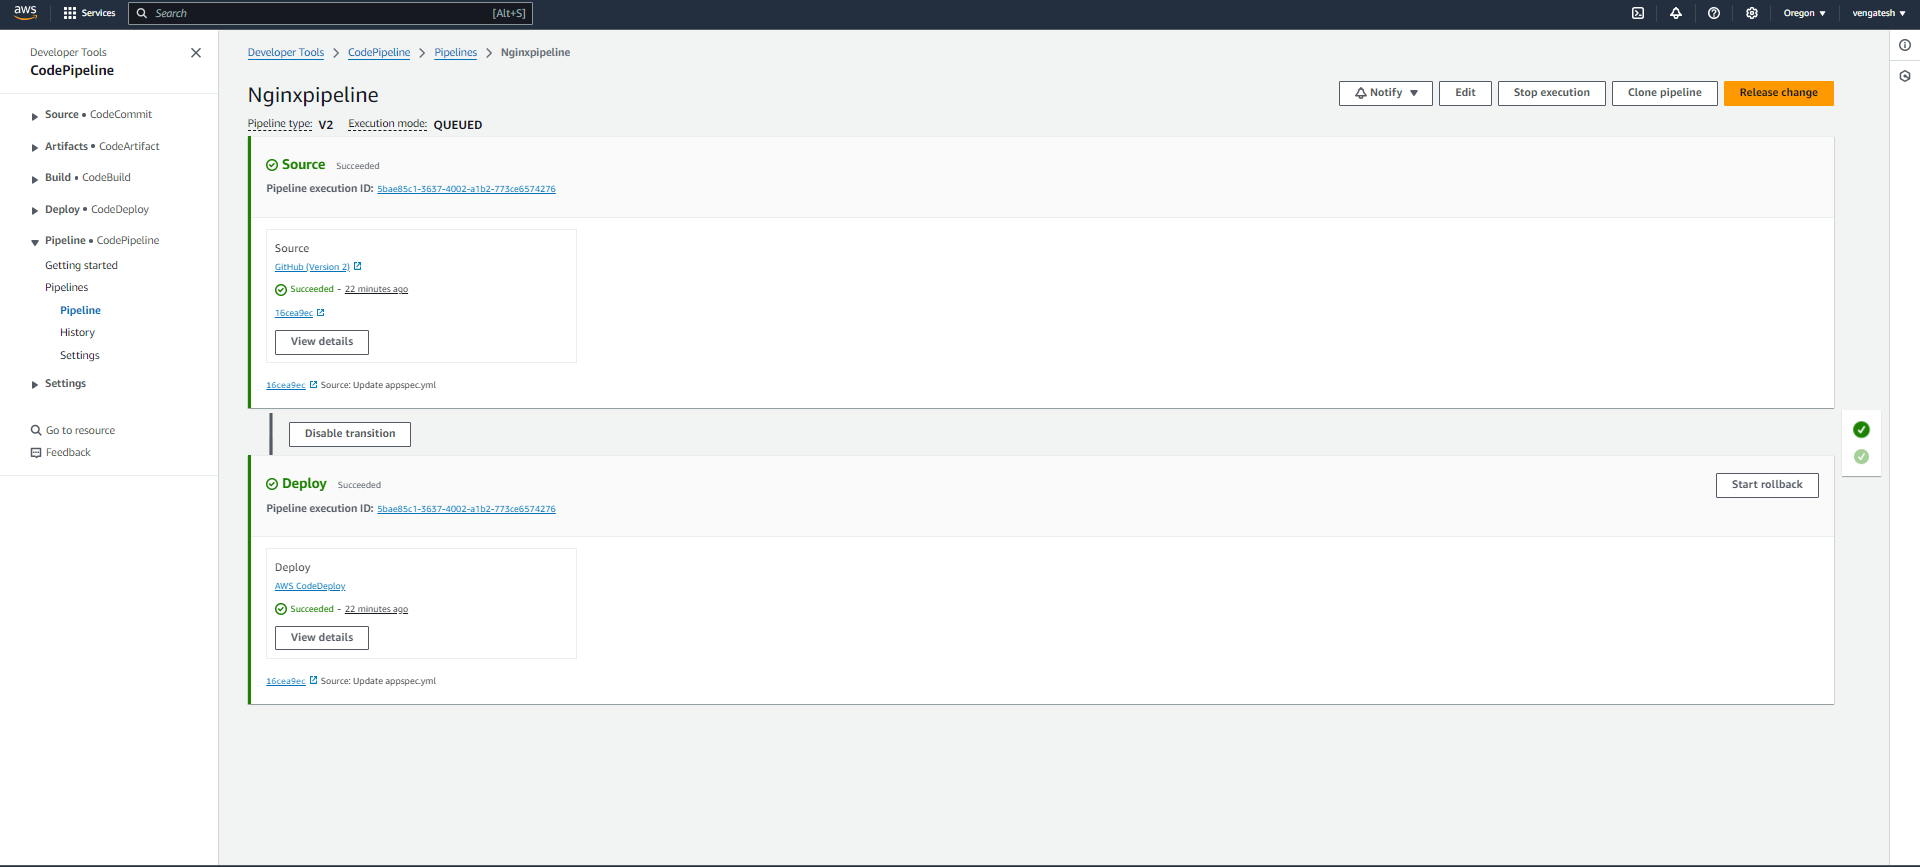 aws
Services
Search [Alt+S]
Oregon ▼
vengatesh ▼
Developer Tools
CodePipeline
Source • CodeCommit
Artifacts • CodeArtifact
Build • CodeBuild
Deploy • CodeDeploy
Pipeline • CodePipeline
Getting started
Pipelines
Pipeline
History
Settings
Settings
Go to resource
Feedback
Developer Tools > CodePipeline > Pipelines > Nginxpipeline
Nginxpipeline
Notify ▼
Edit
Stop execution
Clone pipeline
Release change
Pipeline type: V2 Execution mode: QUEUED
Source Succeeded
Pipeline execution ID: 5bae85c1-3637-4002-a1b2-773ce6574276
Source
GitHub (Version 2)
Succeeded - 22 minutes ago
16cea9ec
View details
16cea9ec Source: Update appspec.yml
Disable transition
Deploy Succeeded
Start rollback
Pipeline execution ID: 5bae85c1-3637-4002-a1b2-773ce6574276
Deploy
AWS CodeDeploy
Succeeded - 22 minutes ago
View details
16cea9ec Source: Update appspec.yml